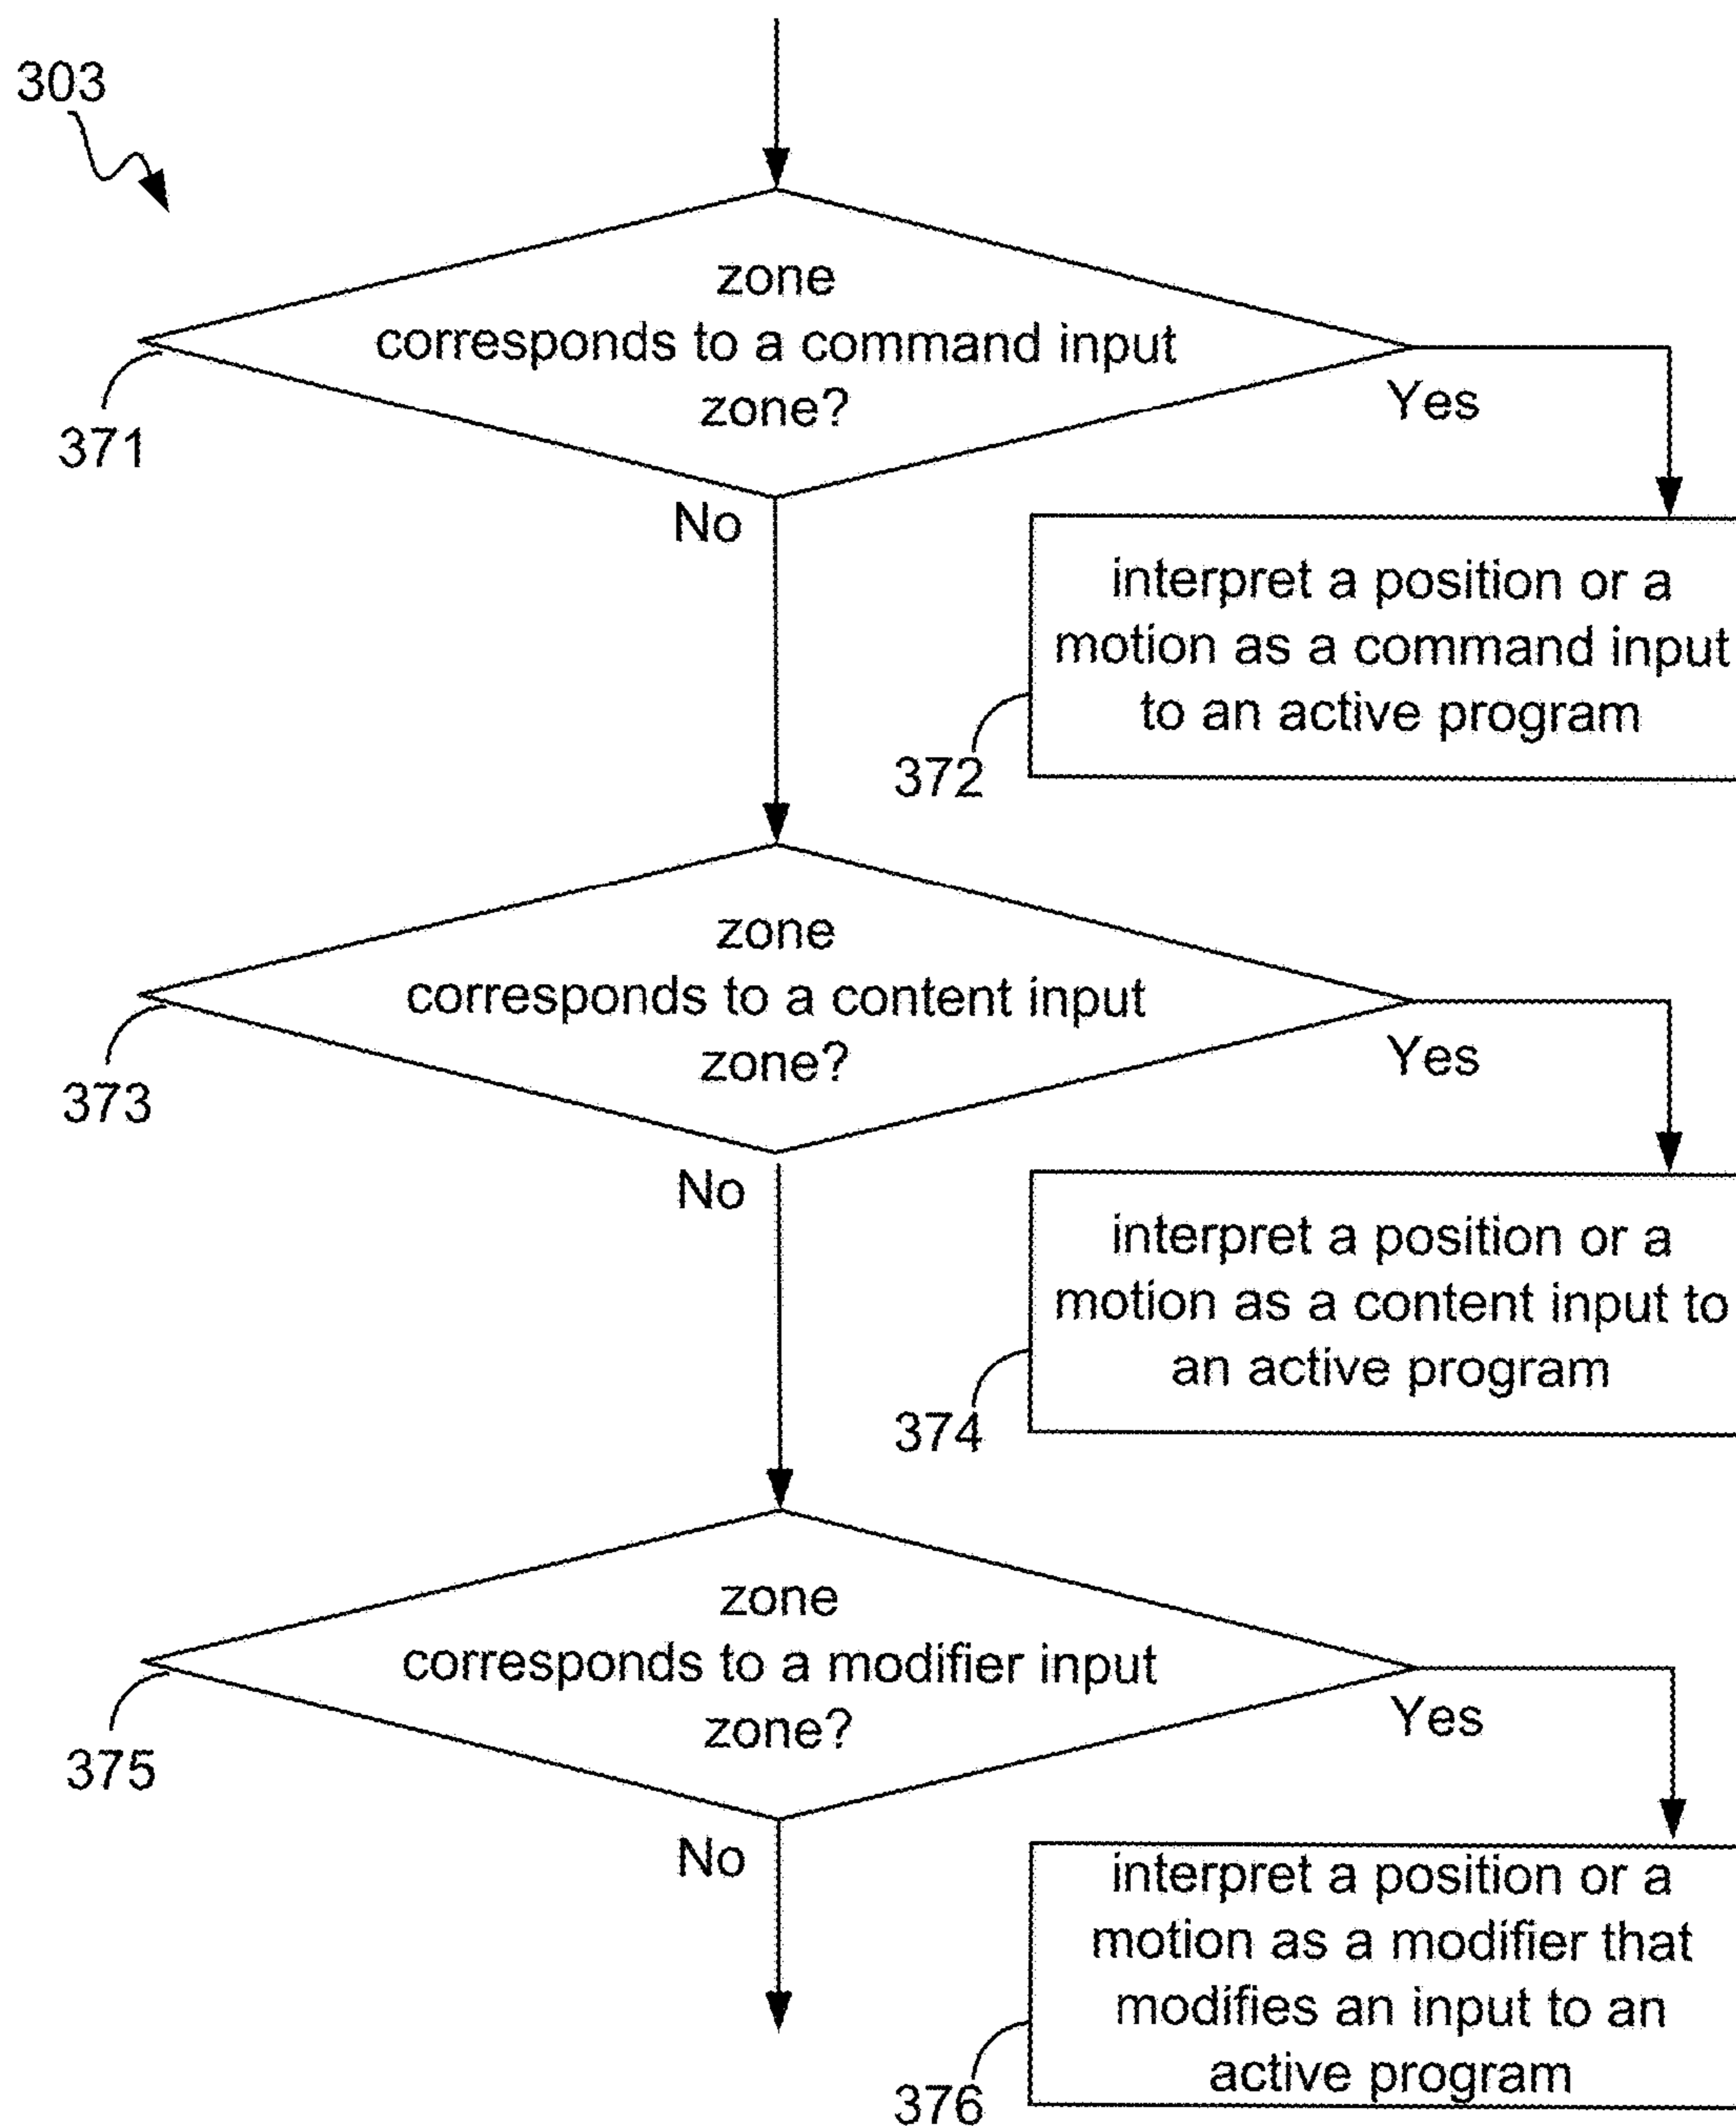 303
zone
corresponds to a command input
zone?
Yes
371
No
interpret a position or a
motion as a command input
to an active program
372
zone
corresponds to a content input
zone?
Yes
373
No
interpret a position or a
motion as a content input to
an active program
374
zone
corresponds to a modifier input
zone?
Yes
375
No
interpret a position or a
motion as a modifier that
modifies an input to an
active program
376